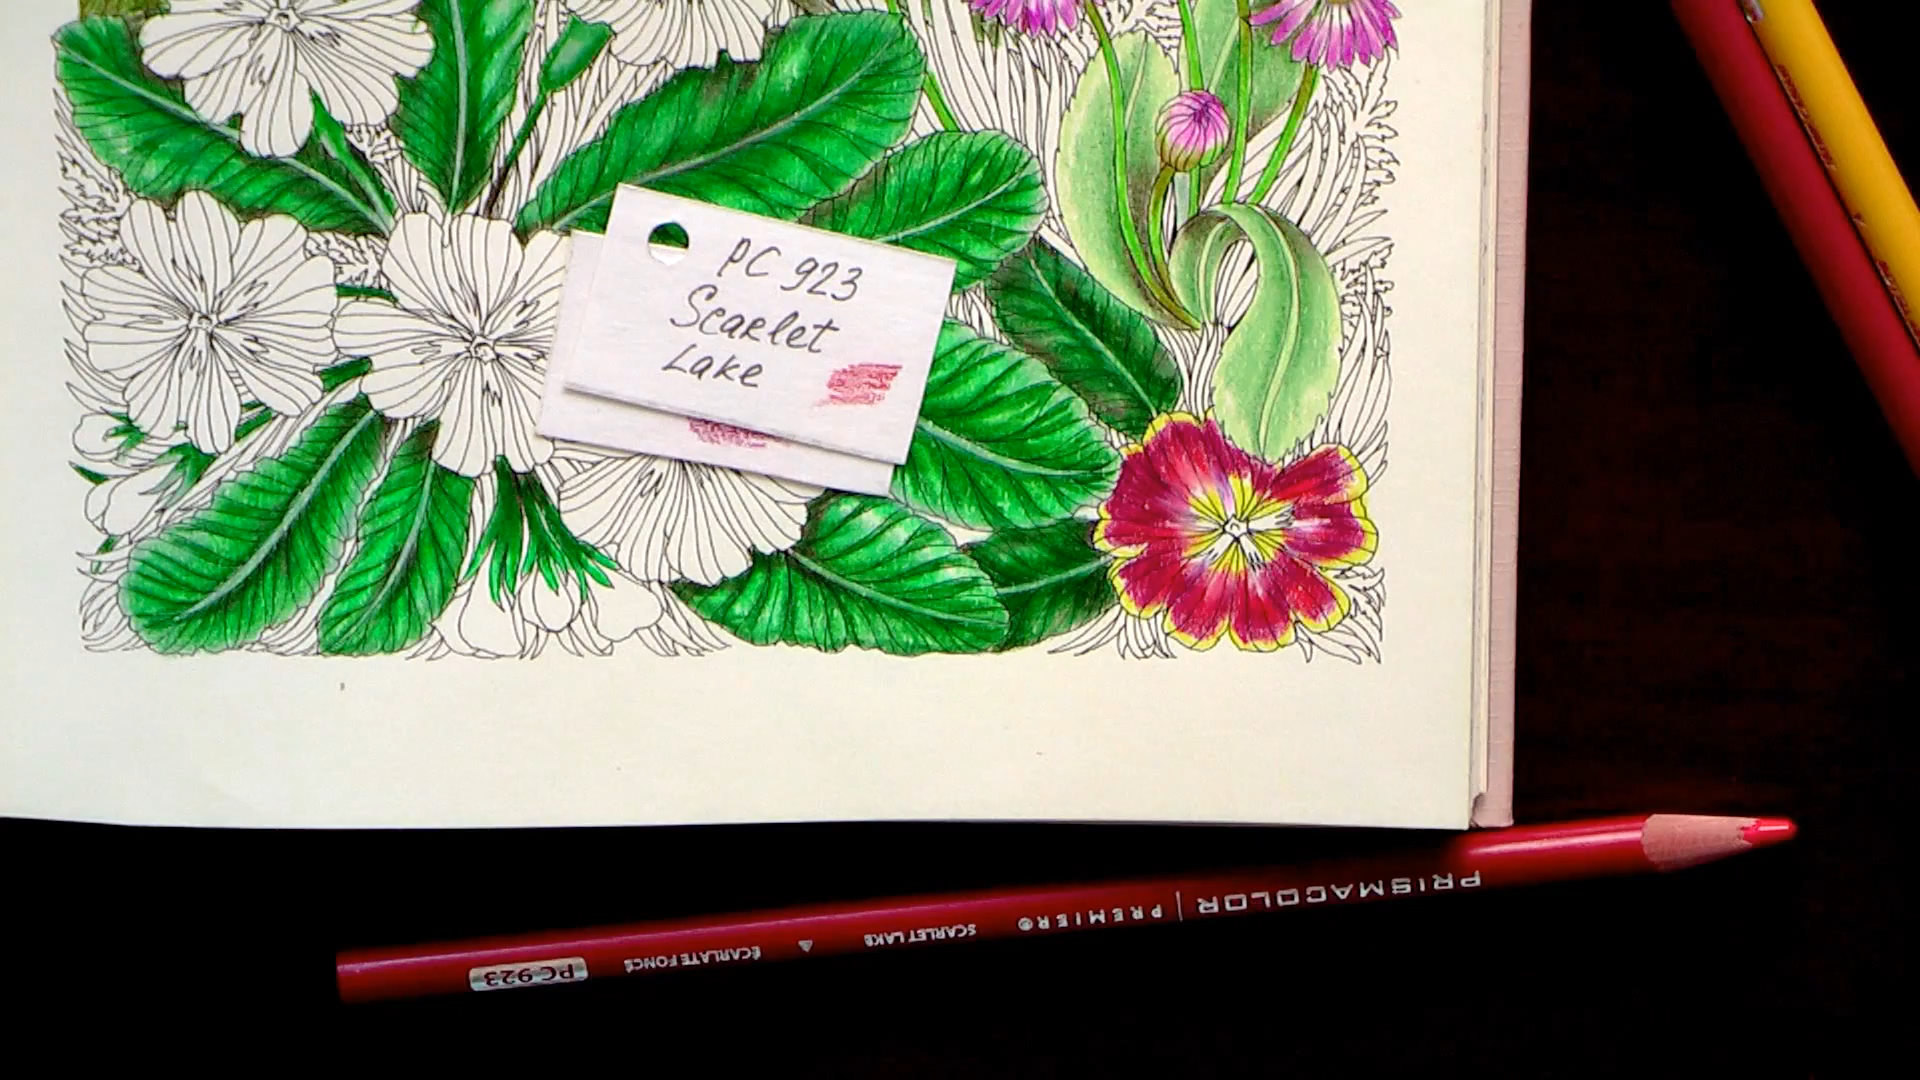 PC 923
Scarlet
Lake
PRISMACOLOR | PREMIER® SCARLET LAKE ▲ ÉCARLATE FONCÉ PC 923